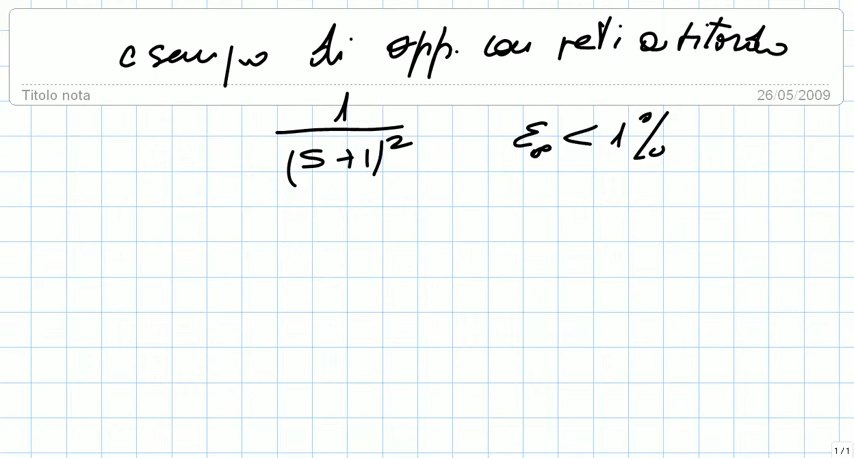 esempio di app. con reti a ritardo
Titolo nota 26/05/2009
1
(S+1)² ε∞ < 1%
1/1